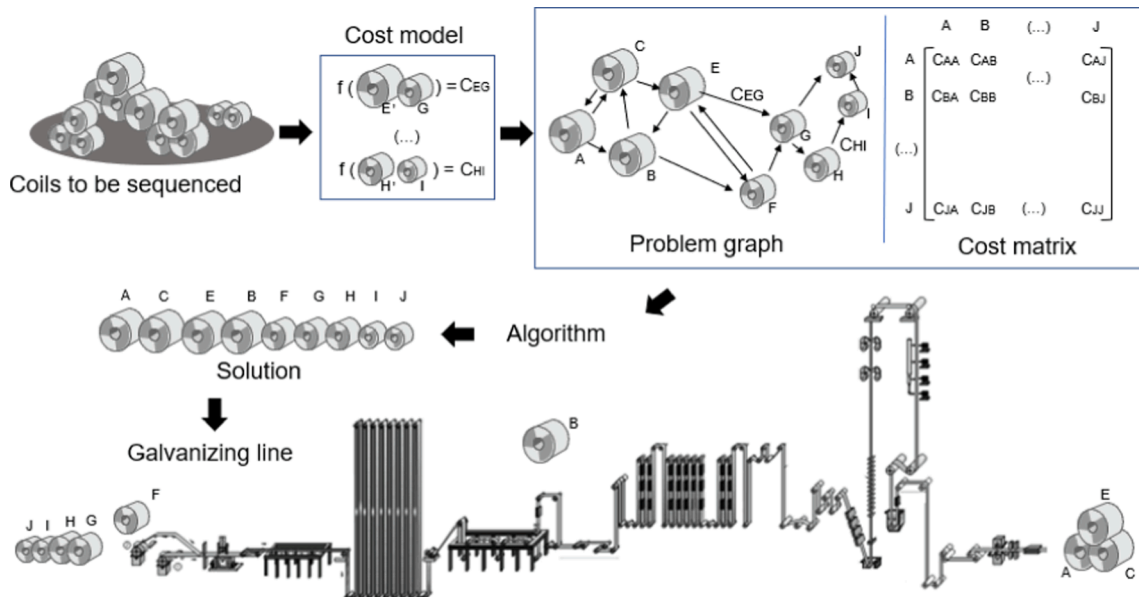 Coils to be sequenced
Cost model
f( E' G ) = CEG
(...)
f( H' I ) = CHI
C
E
J
CEG
I
G
A
B
CHI
H
F
Problem graph
A B (...) J
A CAA CAB CAJ
(...)
B CBA CBB CBJ
(...)
J CJA CJB (...) CJJ
Cost matrix
A C E B F G H I J
Algorithm
Solution
Galvanizing line
B
F
J I H G
E
A C